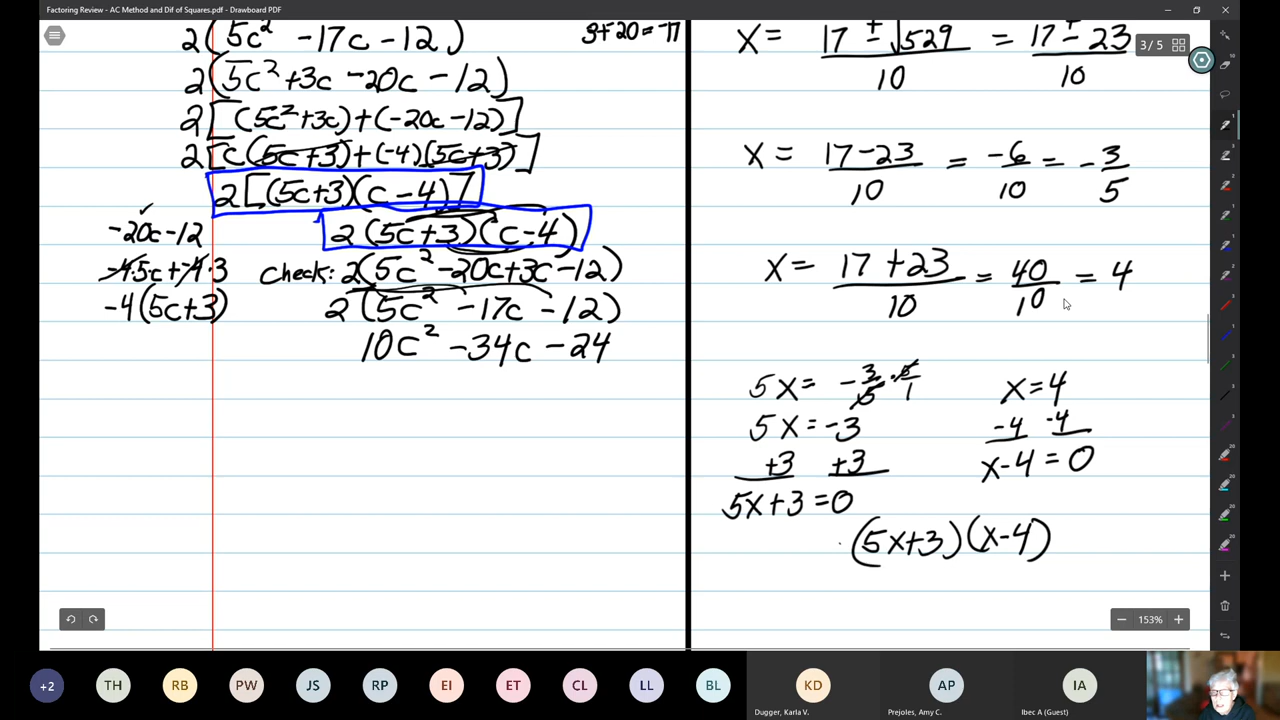 Factoring Review - AC Method and Dif of Squares.pdf - Drawboard PDF
2(5c² -17c -12)
3+20=-17
2(5c²+3c -20c -12)
2[(5c²+3c)+(-20c-12)]
2[c(5c+3)+(-4)(5c+3)]
2[(5c+3)(c-4)]
-20c-12
2(5c+3)(c-4)
-4·5c+-4·3
check: 2(5c²-20c+3c-12)
-4(5c+3)
2(5c² -17c -12)
10c² -34c -24
x= 17±√529/10 = 17±23/10
x= 17-23/10 = -6/10 = -3/5
x= 17+23/10 = 40/10 = 4
5x= -3/5·5/1
5x=-3
+3 +3
5x+3=0
x=4
-4 -4
x-4=0
(5x+3)(x-4)
3/5
153%
+2 TH RB PW JS RP EI ET CL LL BL KD AP IA
Dugger, Karla V. Prejoles, Amy C. Ibec A (Guest)